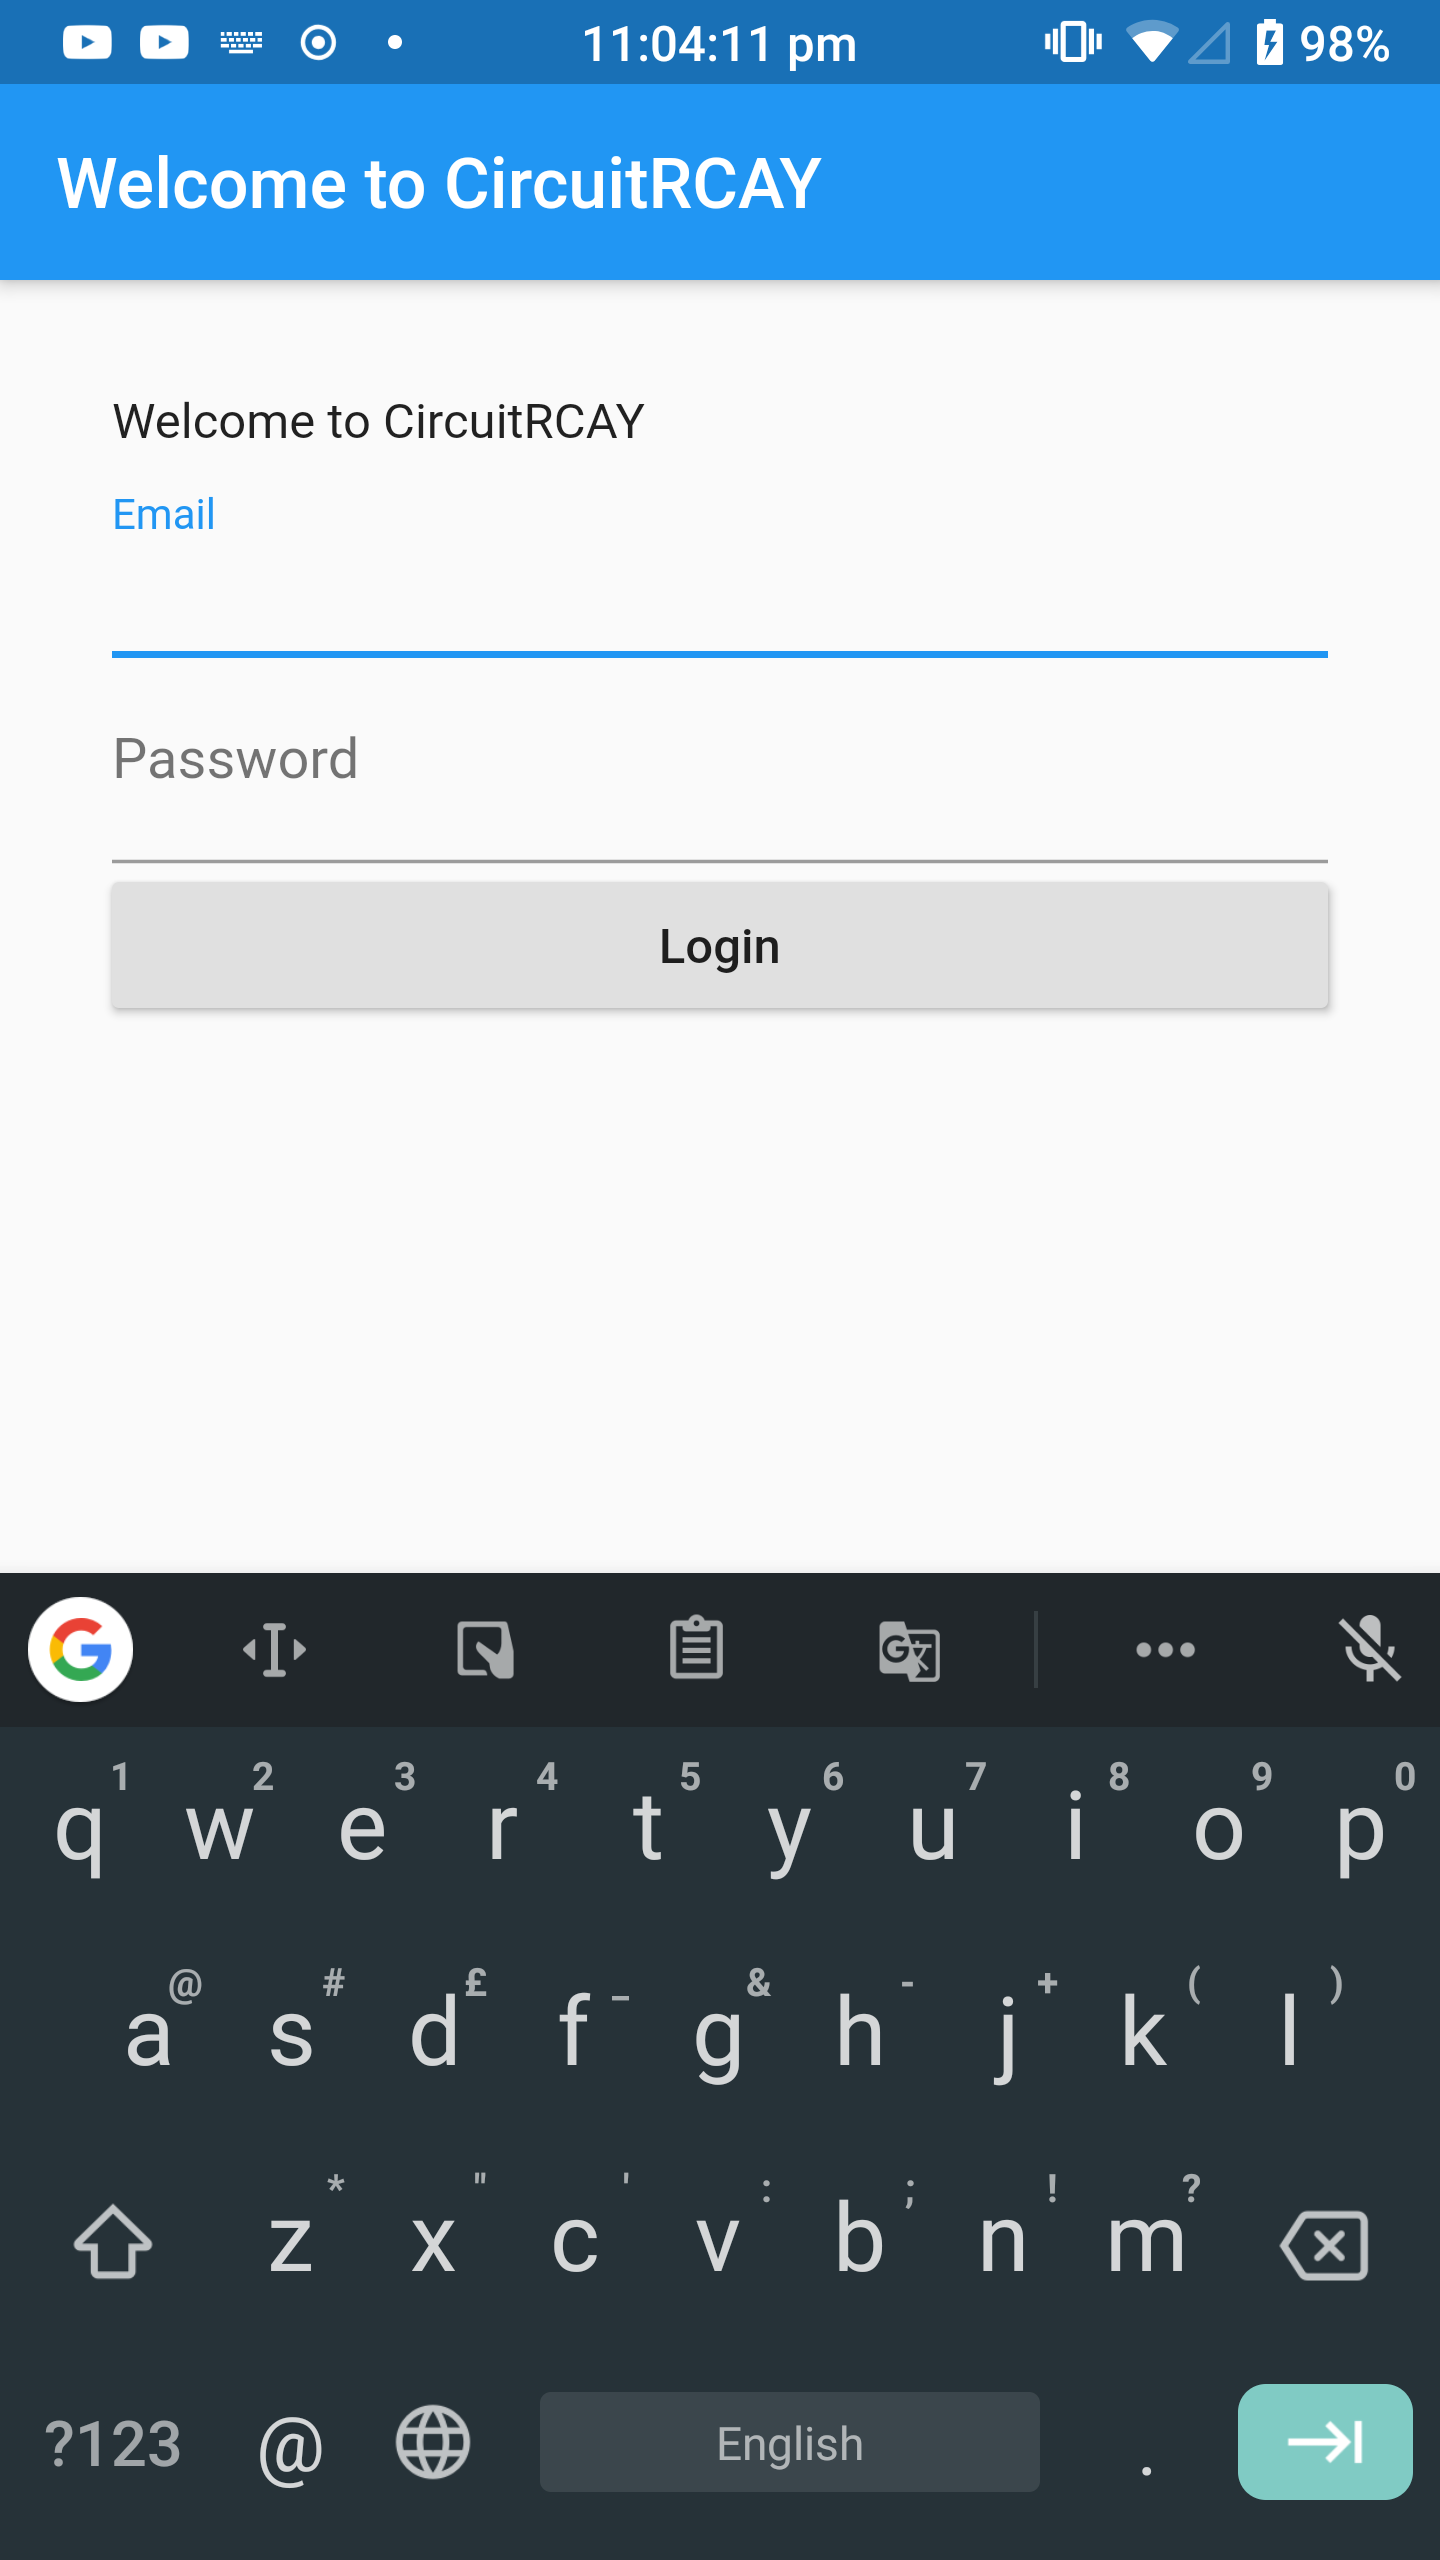 11:04:11 pm 98%
Welcome to CircuitRCAY
Welcome to CircuitRCAY
Email
Password
Login
1 2 3 4 5 6 7 8 9 0
q w e r t y u i o p
@ # £ _ & - + ( )
a s d f g h j k l
* " ' : ; ! ?
z x c v b n m
?123 @ English .